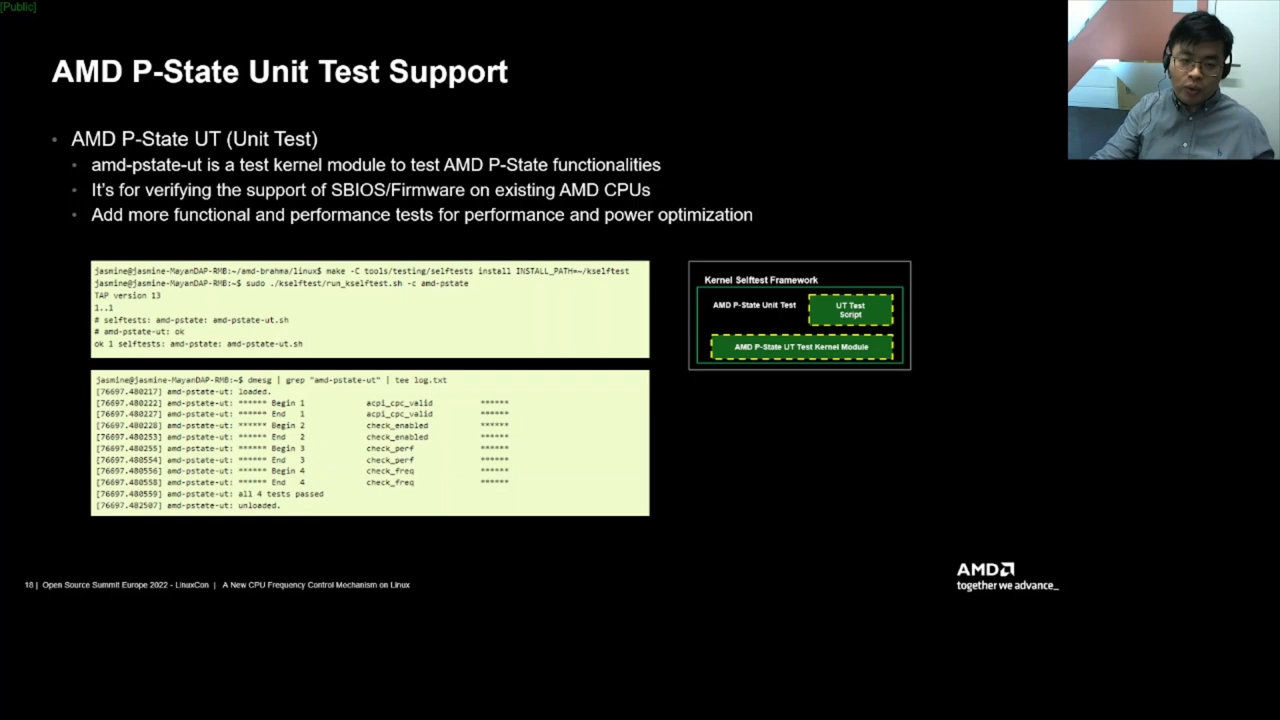 [Public]
AMD P-State Unit Test Support
AMD P-State UT (Unit Test)
amd-pstate-ut is a test kernel module to test AMD P-State functionalities
It's for verifying the support of SBIOS/Firmware on existing AMD CPUs
Add more functional and performance tests for performance and power optimization
jasmine@jasmine-MayanDAP-RMB:~/amd-brahma/linux$ make -C tools/testing/selftests install INSTALL_PATH=~/kselftest
jasmine@jasmine-MayanDAP-RMB:~$ sudo ./kselftest/run_kselftest.sh -c amd-pstate
TAP version 13
1..1
# selftests: amd-pstate: amd-pstate-ut.sh
# amd-pstate-ut: ok
ok 1 selftests: amd-pstate: amd-pstate-ut.sh
jasmine@jasmine-MayanDAP-RMB:~$ dmesg | grep "amd-pstate-ut" | tee log.txt
[76697.480217] amd-pstate-ut: loaded.
[76697.480222] amd-pstate-ut: ****** Begin 1 acpi_cpc_valid ******
[76697.480227] amd-pstate-ut: ****** End 1 acpi_cpc_valid ******
[76697.480228] amd-pstate-ut: ****** Begin 2 check_enabled ******
[76697.480253] amd-pstate-ut: ****** End 2 check_enabled ******
[76697.480255] amd-pstate-ut: ****** Begin 3 check_perf ******
[76697.480554] amd-pstate-ut: ****** End 3 check_perf ******
[76697.480556] amd-pstate-ut: ****** Begin 4 check_freq ******
[76697.480558] amd-pstate-ut: ****** End 4 check_freq ******
[76697.480559] amd-pstate-ut: all 4 tests passed
[76697.482507] amd-pstate-ut: unloaded.
Kernel Selftest Framework
AMD P-State Unit Test
UT Test
Script
AMD P-State UT Test Kernel Module
18 | Open Source Summit Europe 2022 - LinuxCon | A New CPU Frequency Control Mechanism on Linux
AMD
together we advance_